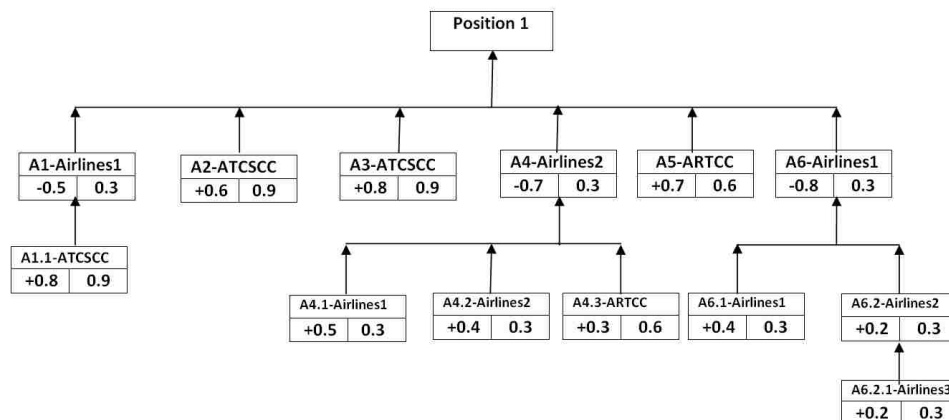 Position 1
A1-Airlines1
-0.5 0.3
A2-ATCSCC
+0.6 0.9
A3-ATCSCC
+0.8 0.9
A4-Airlines2
-0.7 0.3
A5-ARTCC
+0.7 0.6
A6-Airlines1
-0.8 0.3
A1.1-ATCSCC
+0.8 0.9
A4.1-Airlines1
+0.5 0.3
A4.2-Airlines2
+0.4 0.3
A4.3-ARTCC
+0.3 0.6
A6.1-Airlines1
+0.4 0.3
A6.2-Airlines2
+0.2 0.3
A6.2.1-Airlines3
+0.2 0.3